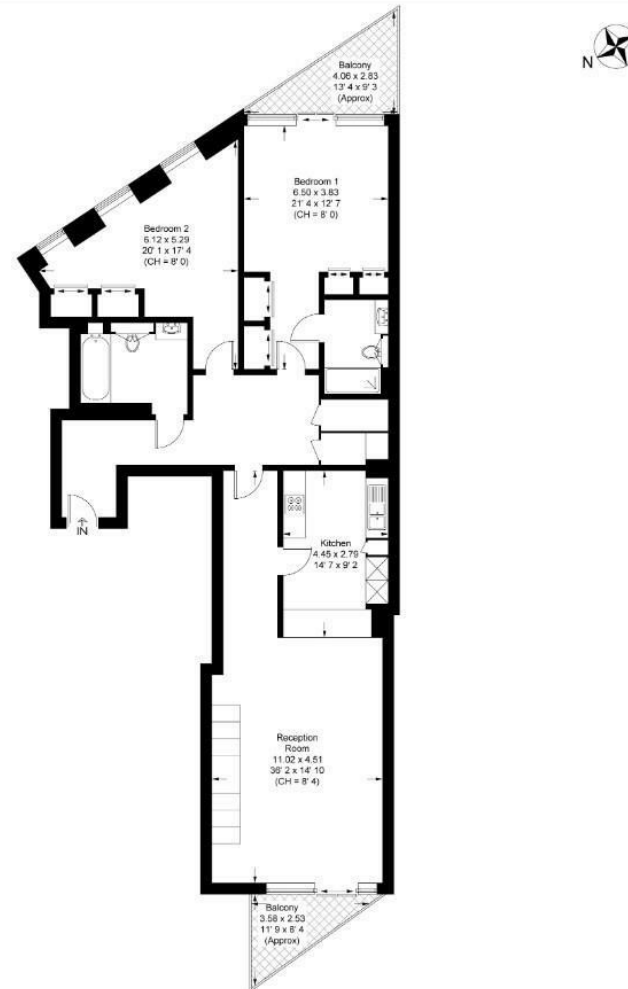 Balcony
4.06 x 2.83
13' 4 x 9' 3
(Approx)
N
Bedroom 1
6.50 x 3.83
21' 4 x 12' 7
(CH = 8' 0)
Bedroom 2
6.12 x 5.29
20' 1 x 17' 4
(CH = 8' 0)
IN
Kitchen
4.45 x 2.79
14' 7 x 9' 2
Reception
Room
11.02 x 4.51
36' 2 x 14' 10
(CH = 8' 4)
Balcony
3.58 x 2.53
11' 9 x 8' 4
(Approx)